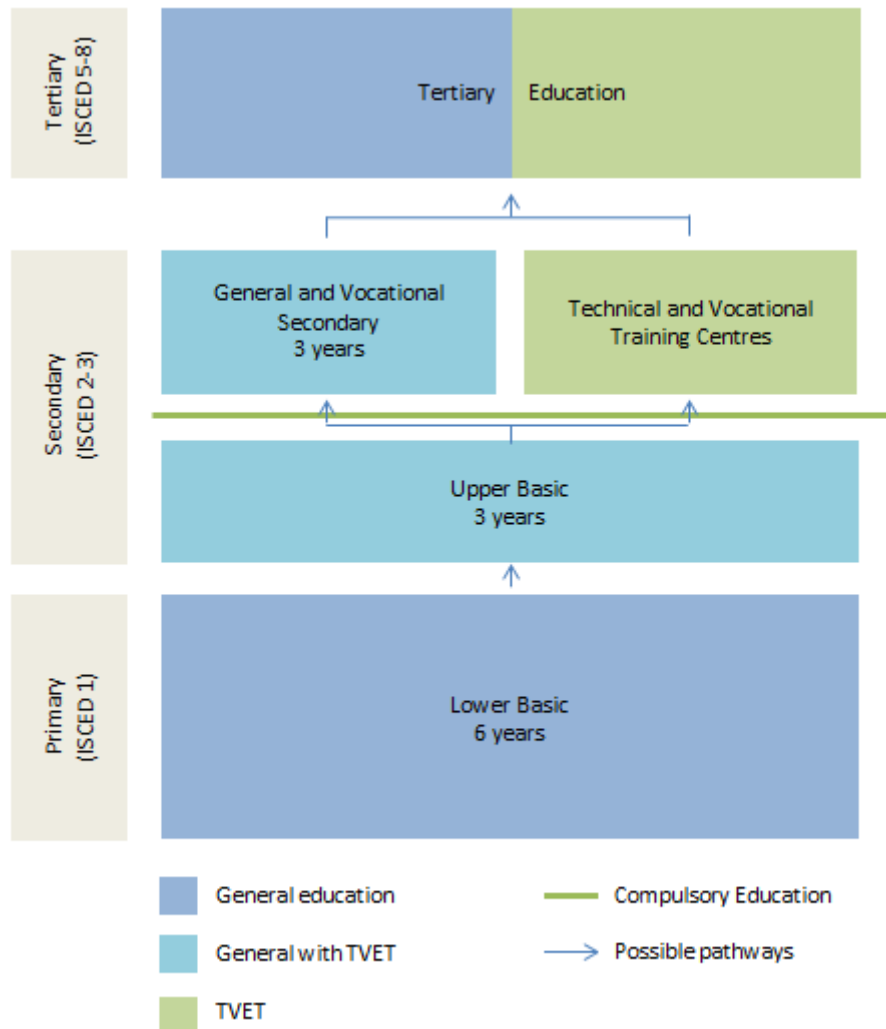 Tertiary
(ISCED 5-8)
Tertiary Education
Secondary
(ISCED 2-3)
General and Vocational
Secondary
3 years
Technical and Vocational
Training Centres
Upper Basic
3 years
Primary
(ISCED 1)
Lower Basic
6 years
General education
Compulsory Education
General with TVET
Possible pathways
TVET